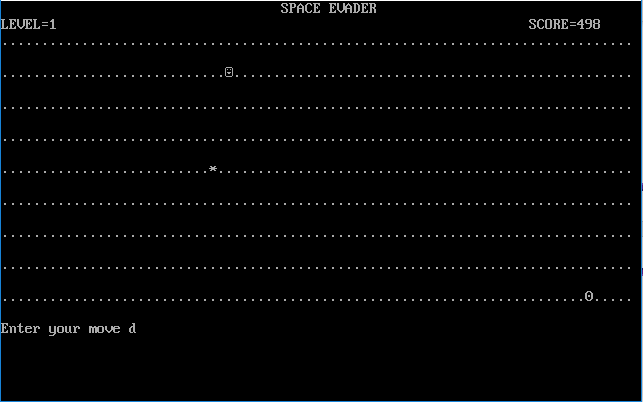 SPACE EVADER
LEVEL=1 SCORE=498
Enter your move d